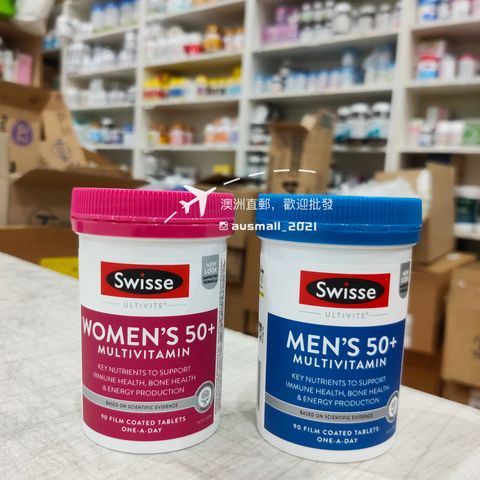 澳洲直郵，歡迎批發
ausmall_2021
Swisse
ULTIVITE®
NEW
LOOK
WOMEN'S 50+
MULTIVITAMIN
KEY NUTRIENTS TO SUPPORT
IMMUNE HEALTH, BONE HEALTH
& ENERGY PRODUCTION
BASED ON SCIENTIFIC EVIDENCE
90 FILM COATED TABLETS
ONE-A-DAY
Swisse
ULTIVITE®
MEN'S 50+
MULTIVITAMIN
KEY NUTRIENTS TO SUPPORT
IMMUNE HEALTH, BONE HEALTH
& ENERGY PRODUCTION
BASED ON SCIENTIFIC EVIDENCE
90 FILM COATED TABLETS
ONE-A-DAY